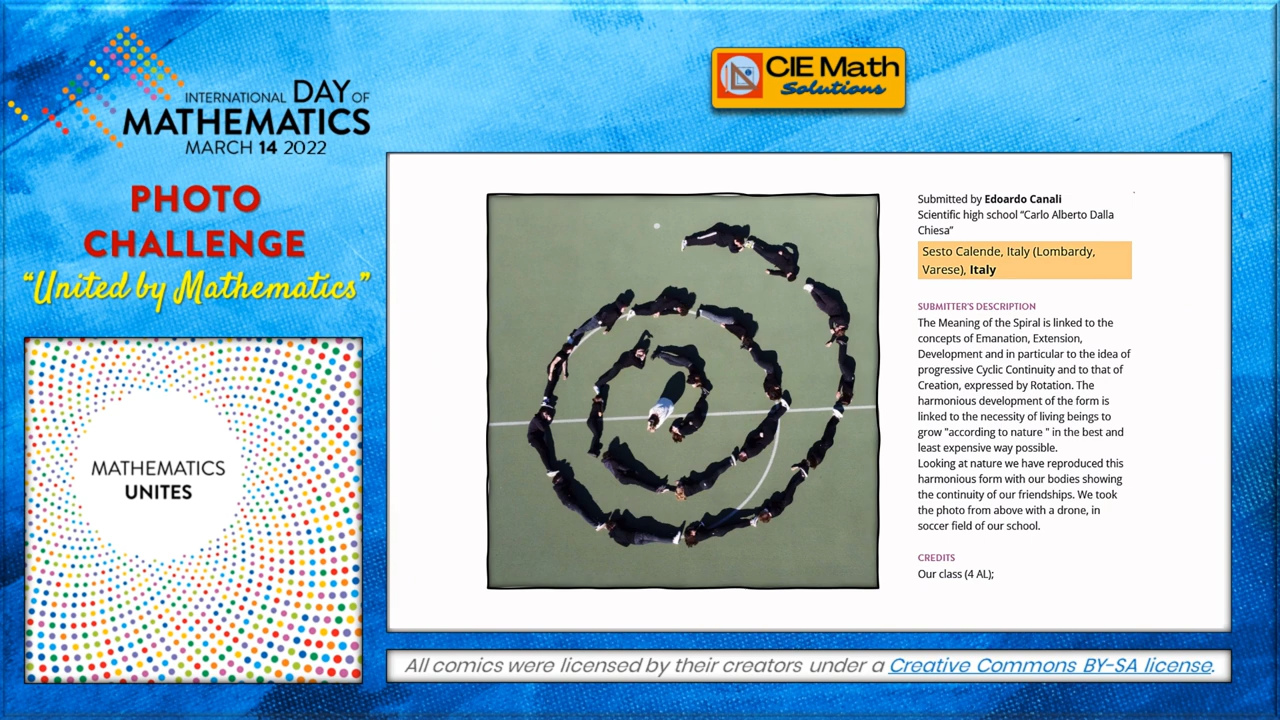 INTERNATIONAL DAY OF
MATHEMATICS
MARCH 14 2022
PHOTO
CHALLENGE
"United by Mathematics"
MATHEMATICS
UNITES
CIE Math
Solutions
Submitted by Edoardo Canali
Scientific high school “Carlo Alberto Dalla
Chiesa”
Sesto Calende, Italy (Lombardy,
Varese), Italy
SUBMITTER'S DESCRIPTION
The Meaning of the Spiral is linked to the
concepts of Emanation, Extension,
Development and in particular to the idea of
progressive Cyclic Continuity and to that of
Creation, expressed by Rotation. The
harmonious development of the form is
linked to the necessity of living beings to
grow "according to nature " in the best and
least expensive way possible.
Looking at nature we have reproduced this
harmonious form with our bodies showing
the continuity of our friendships. We took
the photo from above with a drone, in
soccer field of our school.
CREDITS
Our class (4 AL);
All comics were licensed by their creators under a Creative Commons BY-SA license.